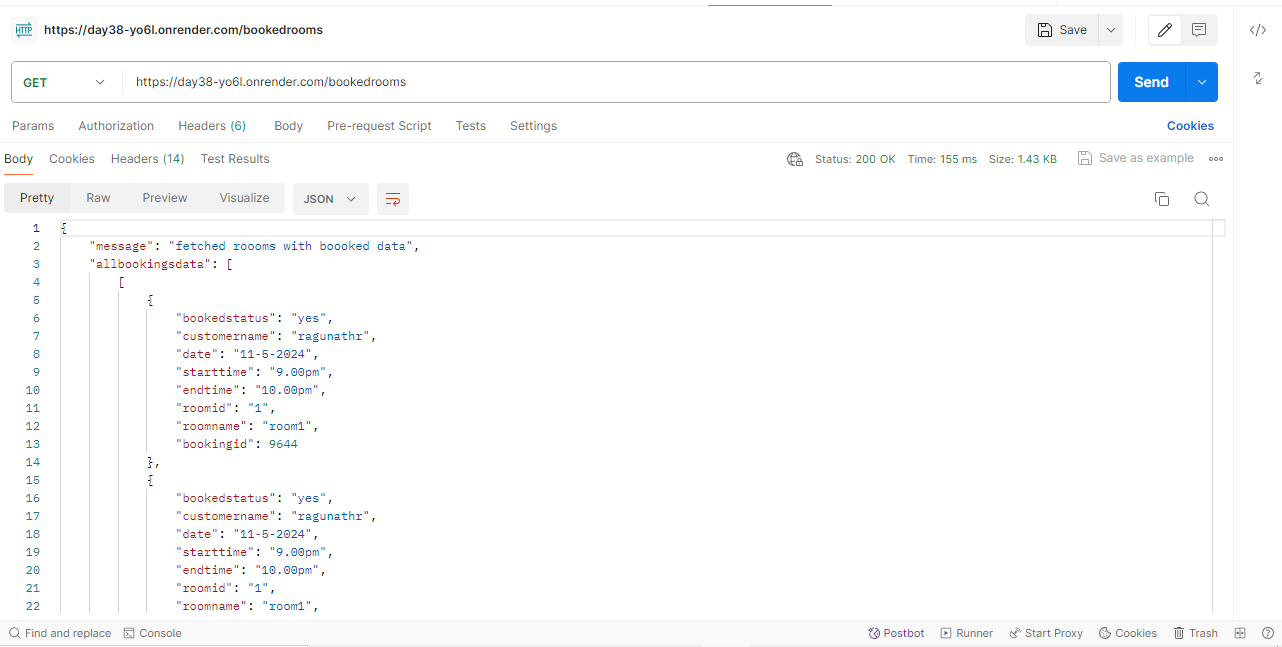 HTTP https://day38-yo6l.onrender.com/bookedrooms Save
GET https://day38-yo6l.onrender.com/bookedrooms Send
Params Authorization Headers (6) Body Pre-request Script Tests Settings Cookies
Body Cookies Headers (14) Test Results Status: 200 OK Time: 155 ms Size: 1.43 KB Save as example
Pretty Raw Preview Visualize JSON
1 {
2 "message": "fetched roooms with boooked data",
3 "allbookingsdata": [
4 [
5 {
6 "bookedstatus": "yes",
7 "customername": "ragunathr",
8 "date": "11-5-2024",
9 "starttime": "9.00pm",
10 "endtime": "10.00pm",
11 "roomid": "1",
12 "roomname": "room1",
13 "bookingid": 9644
14 },
15 {
16 "bookedstatus": "yes",
17 "customername": "ragunathr",
18 "date": "11-5-2024",
19 "starttime": "9.00pm",
20 "endtime": "10.00pm",
21 "roomid": "1",
22 "roomname": "room1",
Find and replace Console Postbot Runner Start Proxy Cookies Trash